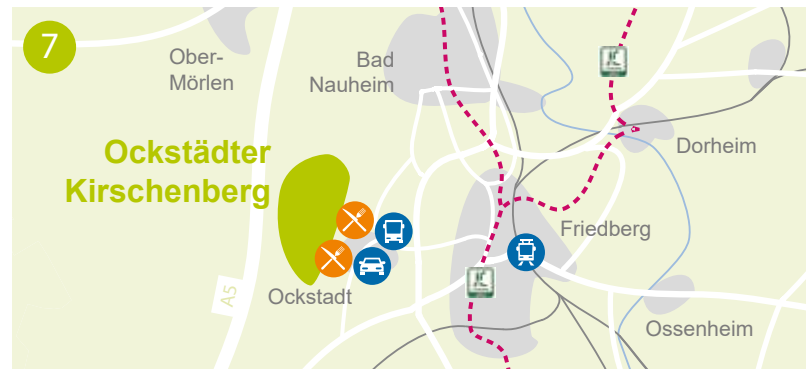 7
Ober-
Mörlen
Bad
Nauheim
Ockstädter
Kirschenberg
Dorheim
Friedberg
Ockstadt
A5
Ossenheim